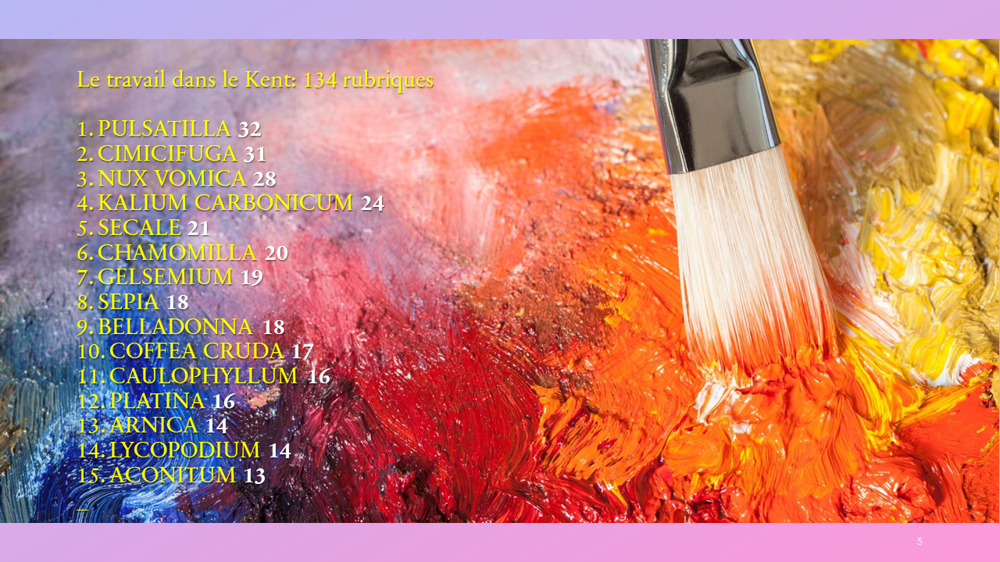 Le travail dans le Kent: 134 rubriques
1. PULSATILLA 32
2. CIMICIFUGA 31
3. NUX VOMICA 28
4. KALIUM CARBONICUM 24
5. SECALE 21
6. CHAMOMILLA 20
7. GELSEMIUM 19
8. SEPIA 18
9. BELLADONNA 18
10. COFFEA CRUDA 17
11. CAULOPHYLLUM 16
12. PLATINA 16
13. ARNICA 14
14. LYCOPODIUM 14
15. ACONITUM 13
_
5